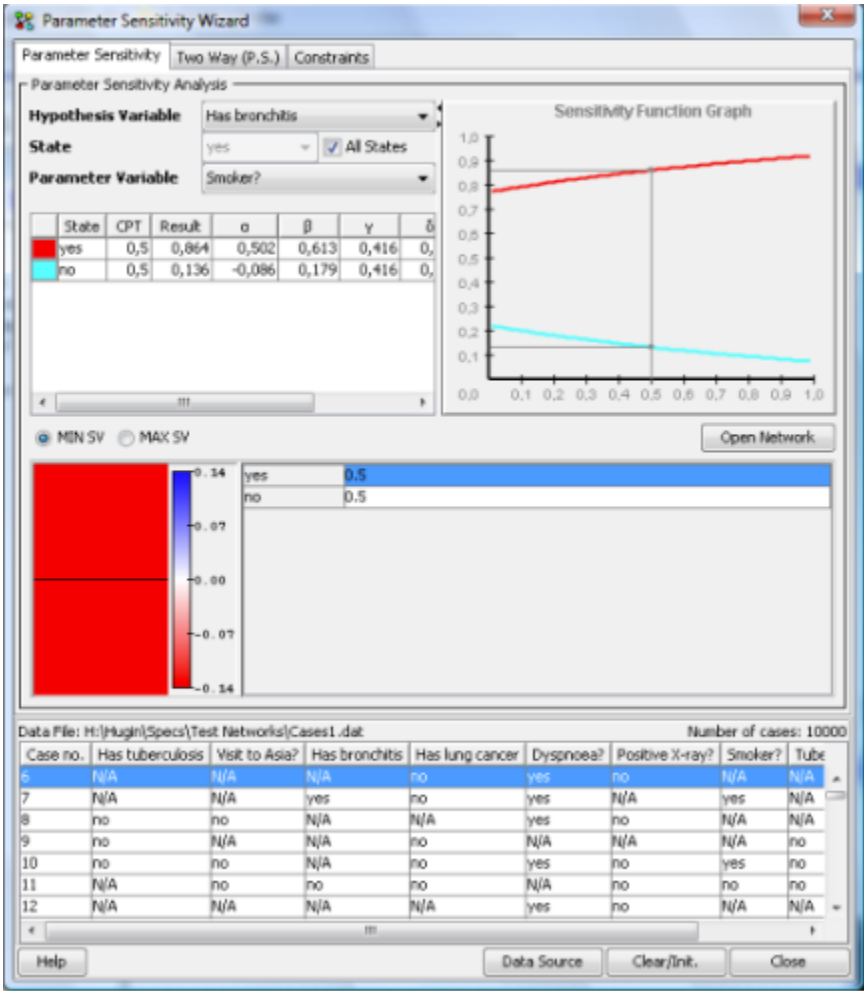 Parameter Sensitivity Wizard
Parameter Sensitivity Two Way (P.S.) Constraints
Parameter Sensitivity Analysis
Hypothesis Variable Has bronchitis
State yes All States
Parameter Variable Smoker?
State CPT Result α β γ δ
yes 0,5 0,864 0,502 0,613 0,416 0,
no 0,5 0,136 -0,086 0,179 0,416 0,
Sensitivity Function Graph
1,0
0,9
0,8
0,7
0,6
0,5
0,4
0,3
0,2
0,1
0,0 0,1 0,2 0,3 0,4 0,5 0,6 0,7 0,8 0,9 1,0
MIN SV MAX SV Open Network
0.14
0.07
0.00
-0.07
-0.14
yes 0.5
no 0.5
Data File: H:\Hugin\Specs\Test Networks\Cases1.dat Number of cases: 10000
Case no. Has tuberculosis Visit to Asia? Has bronchitis Has lung cancer Dyspnoea? Positive X-ray? Smoker? Tube
6 N/A N/A N/A no yes no N/A N/A
7 N/A N/A yes no yes N/A yes N/A
8 no no N/A N/A yes no N/A no
9 no N/A N/A no N/A N/A N/A no
10 no no N/A no yes no yes no
11 N/A no no no N/A no no no
12 N/A N/A N/A N/A yes no N/A N/A
Help Data Source Clear/Init. Close